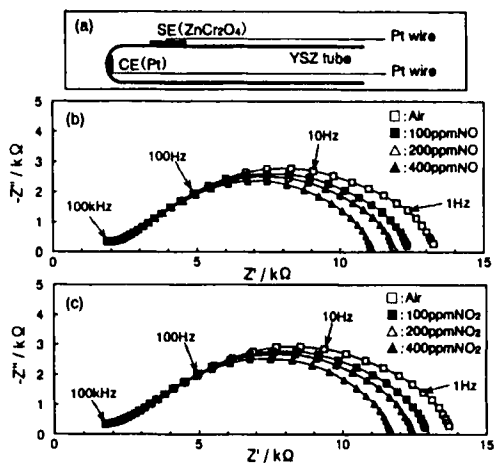 (a)
SE(ZnCr2O4)
Pt wire
YSZ tube
CE(Pt)
Pt wire
(b)
□:Air
■:100ppmNO
△:200ppmNO
▲:400ppmNO
10Hz
100Hz
1Hz
100kHz
-Z" / kΩ
5
4
3
2
1
0
0 5 10 15
Z' / kΩ
(c)
□:Air
■:100ppmNO2
△:200ppmNO2
▲:400ppmNO2
10Hz
100Hz
1Hz
100kHz
-Z" / kΩ
5
4
3
2
1
0
0 5 10 15
Z' / kΩ